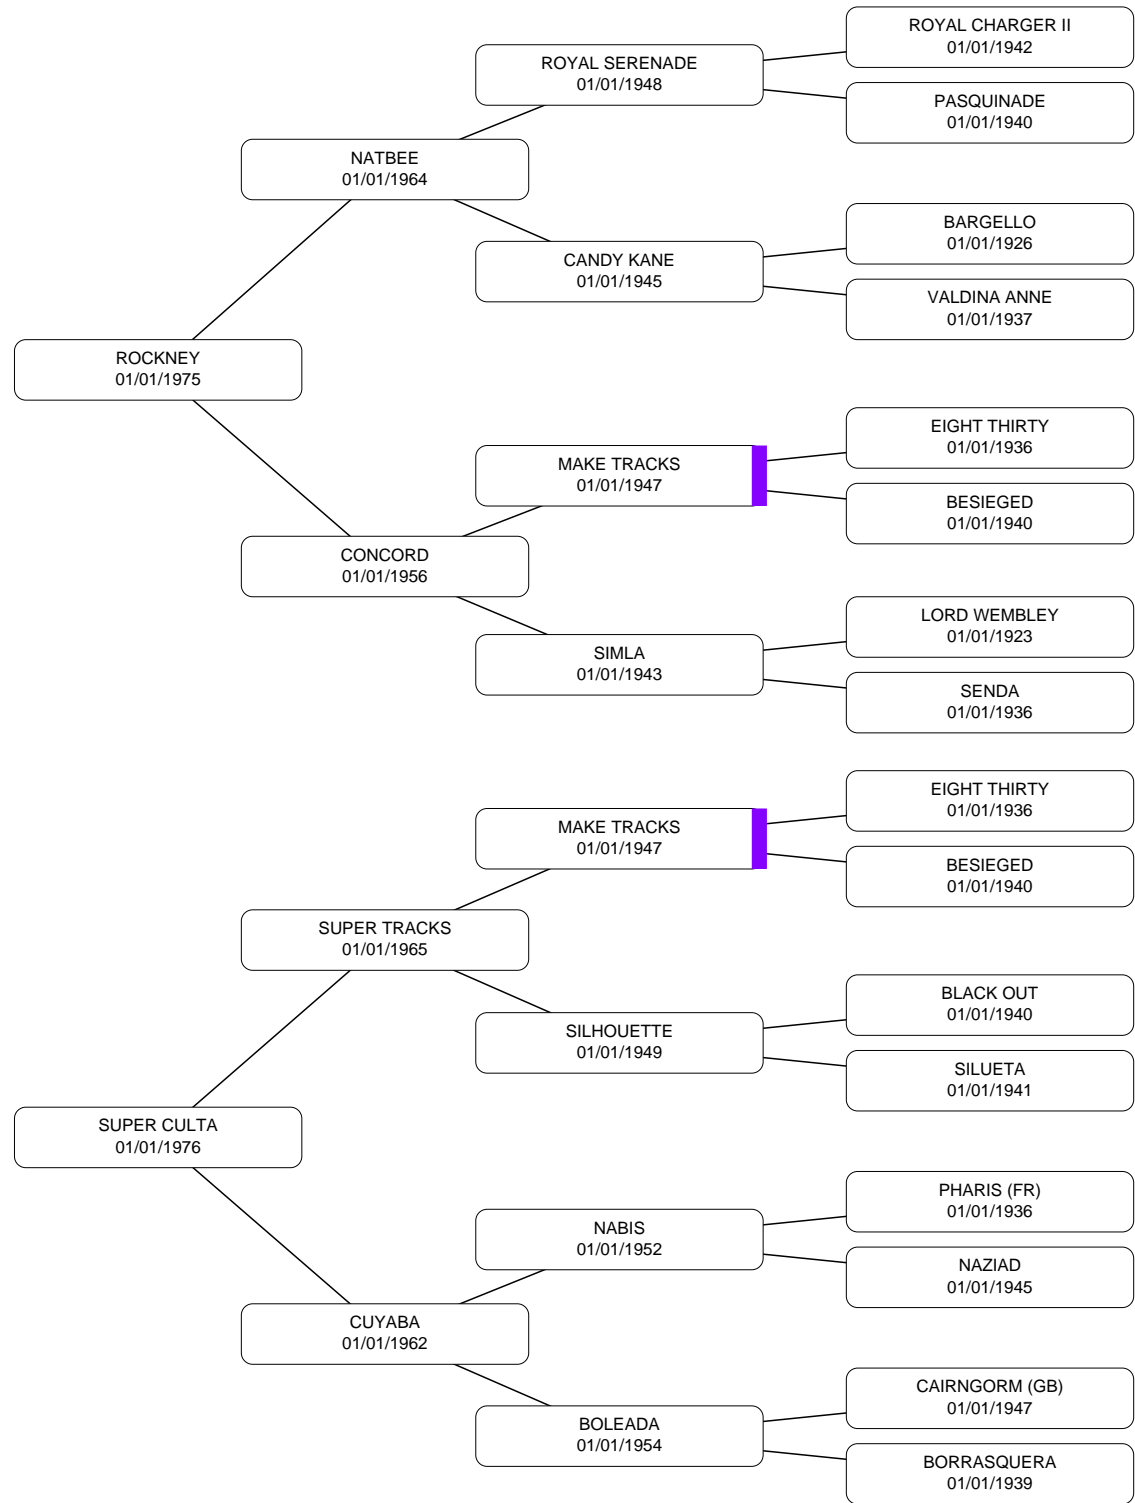 ROYAL CHARGER II
01/01/1942
ROYAL SERENADE
01/01/1948
PASQUINADE
01/01/1940
NATBEE
01/01/1964
BARGELLO
01/01/1926
CANDY KANE
01/01/1945
VALDINA ANNE
01/01/1937
ROCKNEY
01/01/1975
EIGHT THIRTY
01/01/1936
MAKE TRACKS
01/01/1947
BESIEGED
01/01/1940
CONCORD
01/01/1956
LORD WEMBLEY
01/01/1923
SIMLA
01/01/1943
SENDA
01/01/1936
EIGHT THIRTY
01/01/1936
MAKE TRACKS
01/01/1947
BESIEGED
01/01/1940
SUPER TRACKS
01/01/1965
BLACK OUT
01/01/1940
SILHOUETTE
01/01/1949
SILUETA
01/01/1941
SUPER CULTA
01/01/1976
PHARIS (FR)
01/01/1936
NABIS
01/01/1952
NAZIAD
01/01/1945
CUYABA
01/01/1962
CAIRNGORM (GB)
01/01/1947
BOLEADA
01/01/1954
BORRASQUERA
01/01/1939